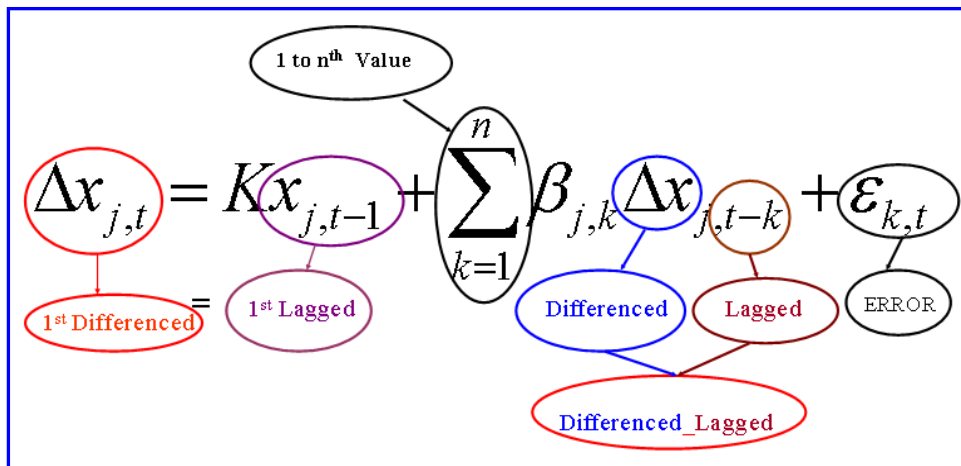 1 to nth Value
Δx_{j,t} = Kx_{j,t−1} + \sum_{k=1}^{n} β_{j,k} Δx_{j,t−k} + ε_{k,t}
1st Differenced = 1st Lagged Differenced Lagged ERROR
Differenced_Lagged